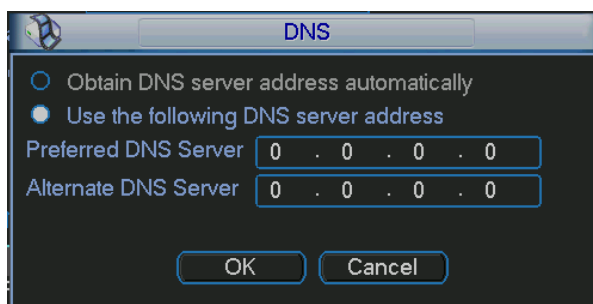 DNS
Obtain DNS server address automatically
Use the following DNS server address
Preferred DNS Server 0 . 0 . 0 . 0
Alternate DNS Server 0 . 0 . 0 . 0
OK Cancel